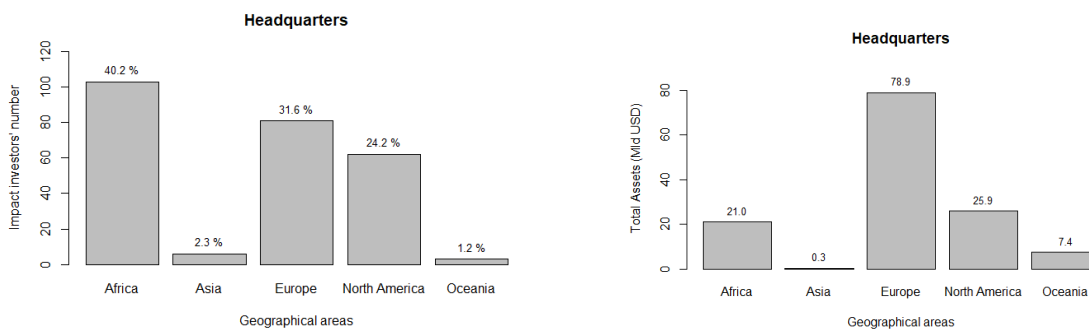 Headquarters
Impact investors' number
120
100
80
60
40
20
0
40.2 %
2.3 %
31.6 %
24.2 %
1.2 %
Africa
Asia
Europe
North America
Oceania
Geographical areas
Headquarters
Total Assets (Mld USD)
80
60
40
20
0
21.0
0.3
78.9
25.9
7.4
Africa
Asia
Europe
North America
Oceania
Geographical areas